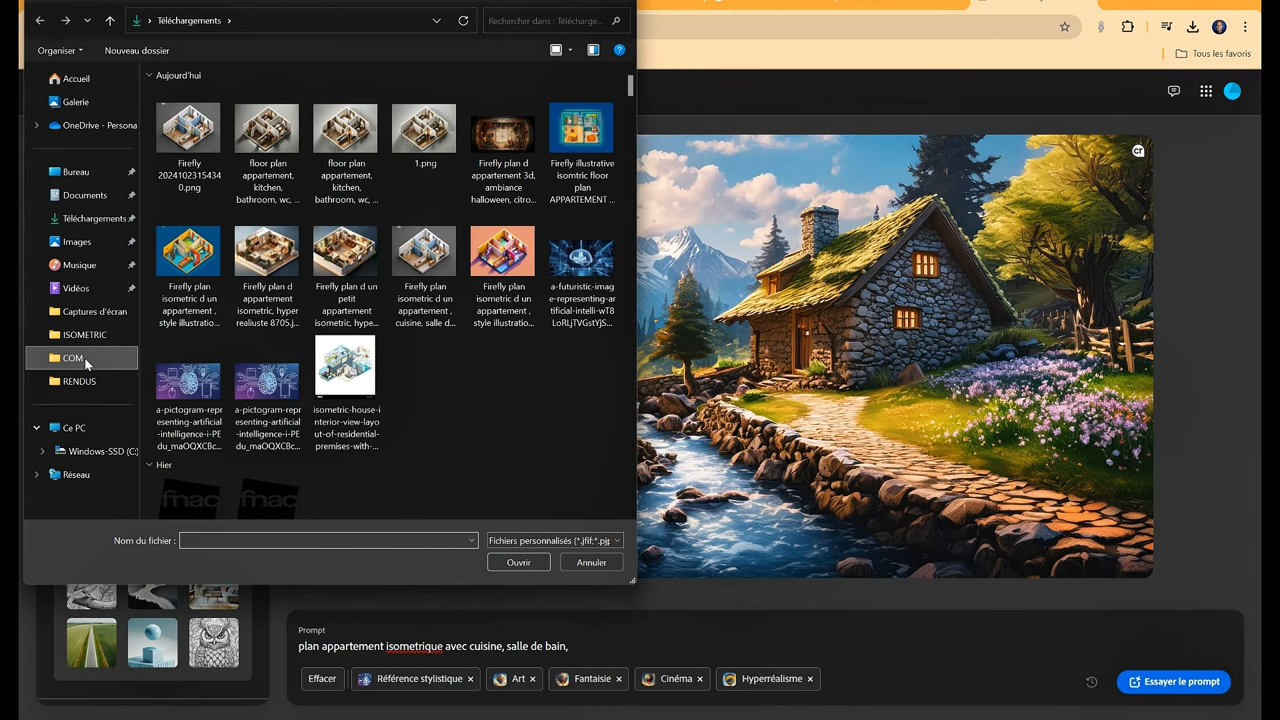 Téléchargements
Rechercher dans : Télécharge...
Organiser
Nouveau dossier
Tous les favoris
Accueil
Galerie
OneDrive - Persona
Bureau
Documents
Téléchargements
Images
Musique
Vidéos
Captures d'écran
ISOMETRIC
COM
RENDUS
Ce PC
Windows-SSD (C:)
Réseau
Aujourd'hui
Firefly
2024102315434
0.png
floor plan
appartement,
kitchen,
bathroom, wc, ...
floor plan
appartement,
kitchen,
bathroom, wc, ...
1.png
Firefly plan d
appartement
3d, ambiance
halloween, citro...
Firefly illustrative
isomtric floor
plan
APPARTEMENT ...
Firefly plan
isometric d un
appartement ,
style illustratio...
Firefly plan d
appartement
isometric, hyper
realiuste 8705.j...
Firefly plan d un
petit
appartement
isometric, hype...
Firefly plan
isometric d un
appartement ,
cuisine, salle d...
Firefly plan
isometric d un
appartement ,
style illustratio...
a-futuristic-imag
e-representing-ar
tificial-intelli-wT8
LoRLjTVGstYjS...
a-pictogram-repr
esenting-artificial
-intelligence-i-PE
du_maOQXCBc...
a-pictogram-repr
esenting-artificial
-intelligence-i-PE
du_maOQXCBc...
isometric-house-i
nterior-view-layo
ut-of-residential-
premises-with-...
Hier
fnac
fnac
Nom du fichier :
Fichiers personnalisés (*.jfif;*.pjp
Ouvrir
Annuler
cr
Prompt
plan appartement isometrique avec cuisine, salle de bain,
Effacer
Référence stylistique
Art
Fantaisie
Cinéma
Hyperréalisme
Essayer le prompt